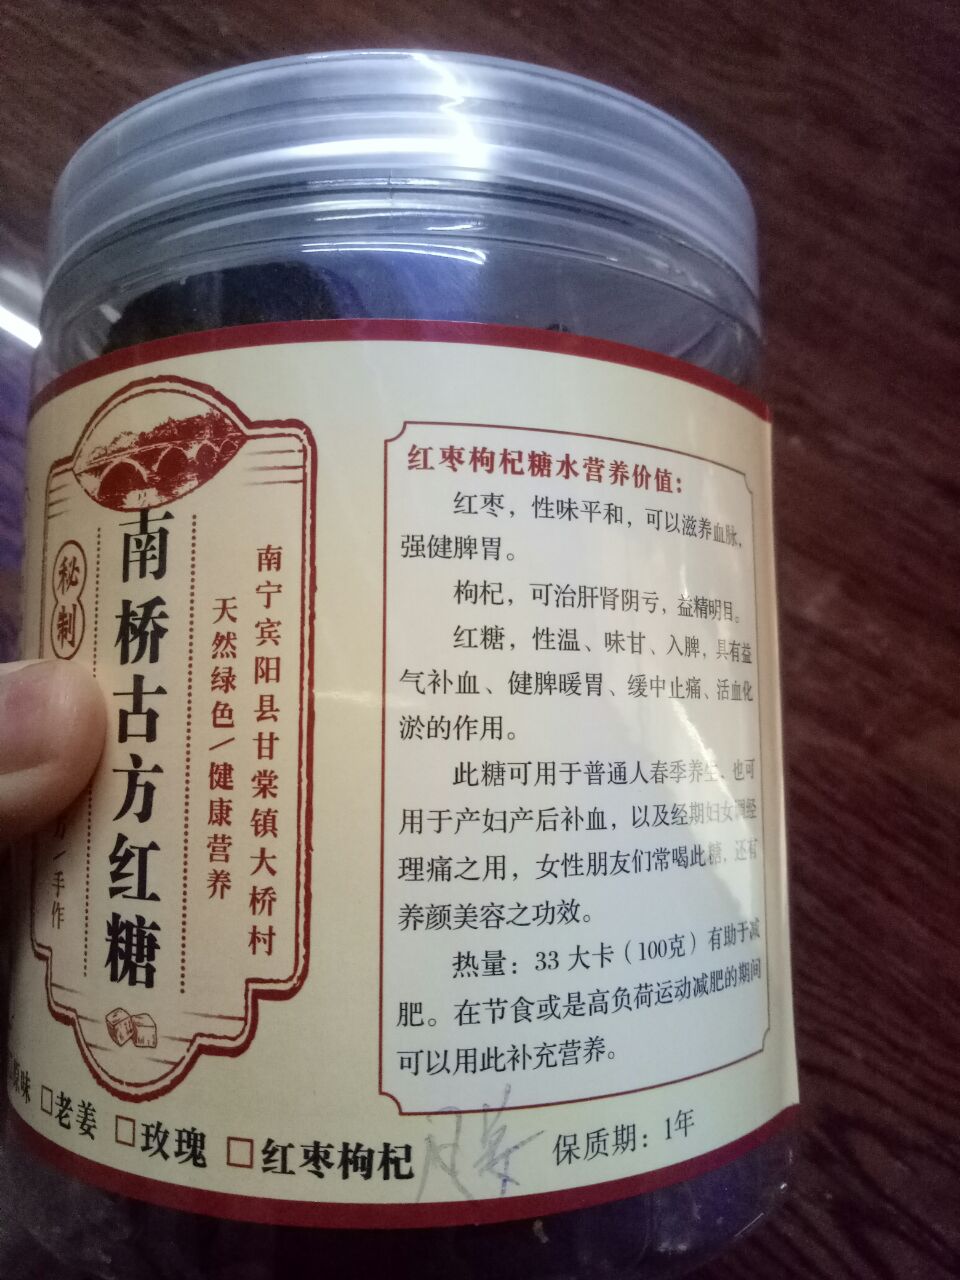 秘制
南桥古方红糖
天然绿色/健康营养
南宁宾阳县甘棠镇大桥村
手作
红枣枸杞糖水营养价值：
红枣，性味平和，可以滋养血脉，
强健脾胃。
枸杞，可治肝肾阴亏，益精明目。
红糖，性温、味甘、入脾，具有益
气补血、健脾暖胃、缓中止痛、活血化
淤的作用。
此糖可用于普通人春季养生、也可
用于产妇产后补血，以及经期妇女调经
理痛之用，女性朋友们常喝此糖，还有
养颜美容之功效。
热量：33 大卡（100克）有助于减
肥。在节食或是高负荷运动减肥的期间
可以用此补充营养。
原味 □老姜 □玫瑰 □红枣枸杞
保质期：1年